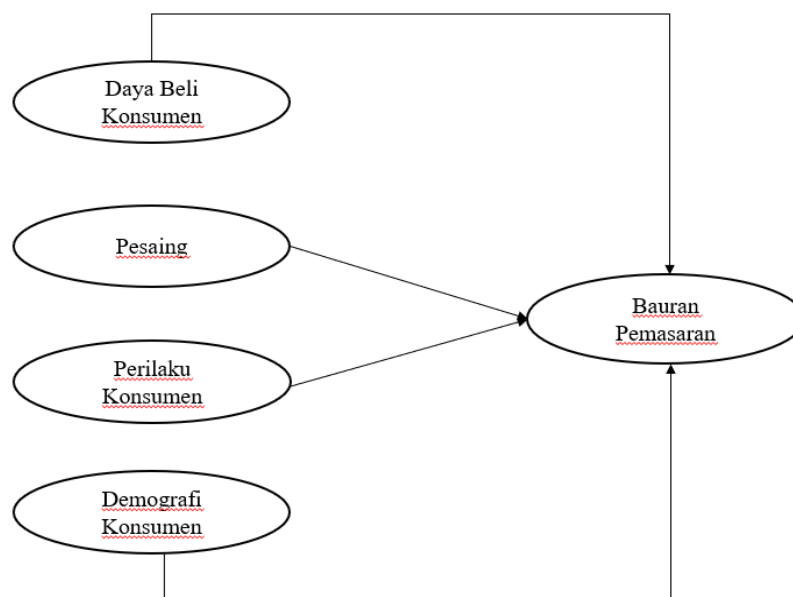 Daya Beli
Konsumen
Pesaing
Perilaku
Konsumen
Bauran
Pemasaran
Demografi
Konsumen